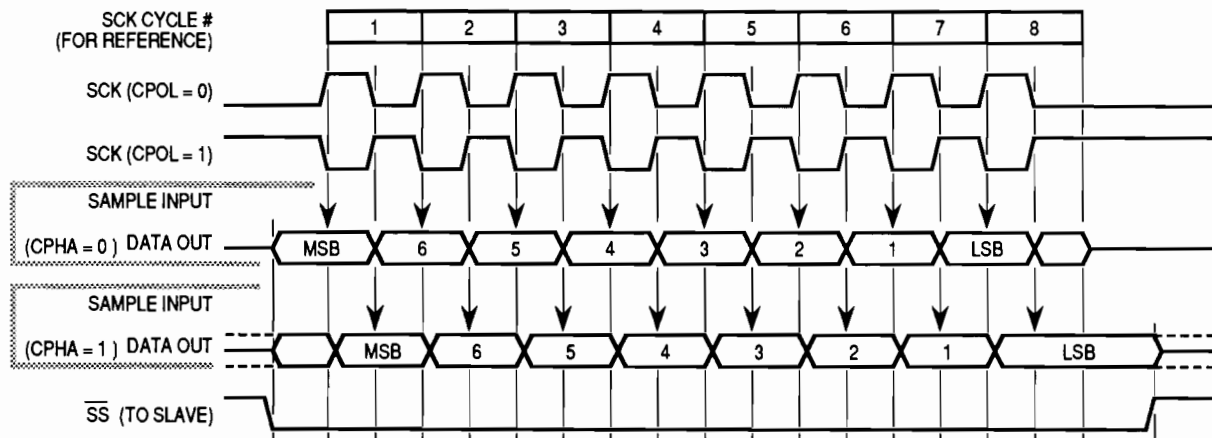 SCK CYCLE #
(FOR REFERENCE)
1 2 3 4 5 6 7 8
SCK (CPOL = 0)
SCK (CPOL = 1)
SAMPLE INPUT
(CPHA = 0 ) DATA OUT
MSB 6 5 4 3 2 1 LSB
SAMPLE INPUT
(CPHA = 1 ) DATA OUT
MSB 6 5 4 3 2 1 LSB
SS (TO SLAVE)